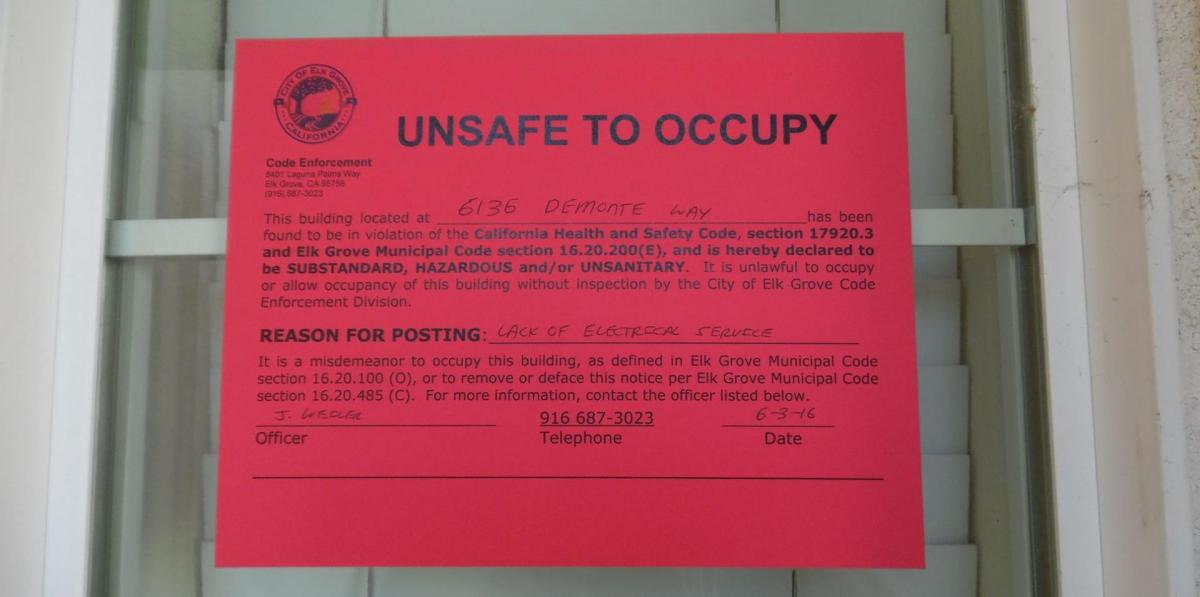 CITY OF ELK GROVE
CALIFORNIA
UNSAFE TO OCCUPY
Code Enforcement
8401 Laguna Palms Way
Elk Grove, CA 95758
(916) 687-3023
This building located at 6136 DEMONTE WAY has been
found to be in violation of the California Health and Safety Code, section 17920.3
and Elk Grove Municipal Code section 16.20.200(E), and is hereby declared to
be SUBSTANDARD, HAZARDOUS and/or UNSANITARY. It is unlawful to occupy
or allow occupancy of this building without inspection by the City of Elk Grove Code
Enforcement Division.
REASON FOR POSTING: LACK OF ELECTRICAL SERVICE
It is a misdemeanor to occupy this building, as defined in Elk Grove Municipal Code
section 16.20.100 (O), or to remove or deface this notice per Elk Grove Municipal Code
section 16.20.485 (C). For more information, contact the officer listed below.
J. 916 687-3023 6-3-16
Officer Telephone Date